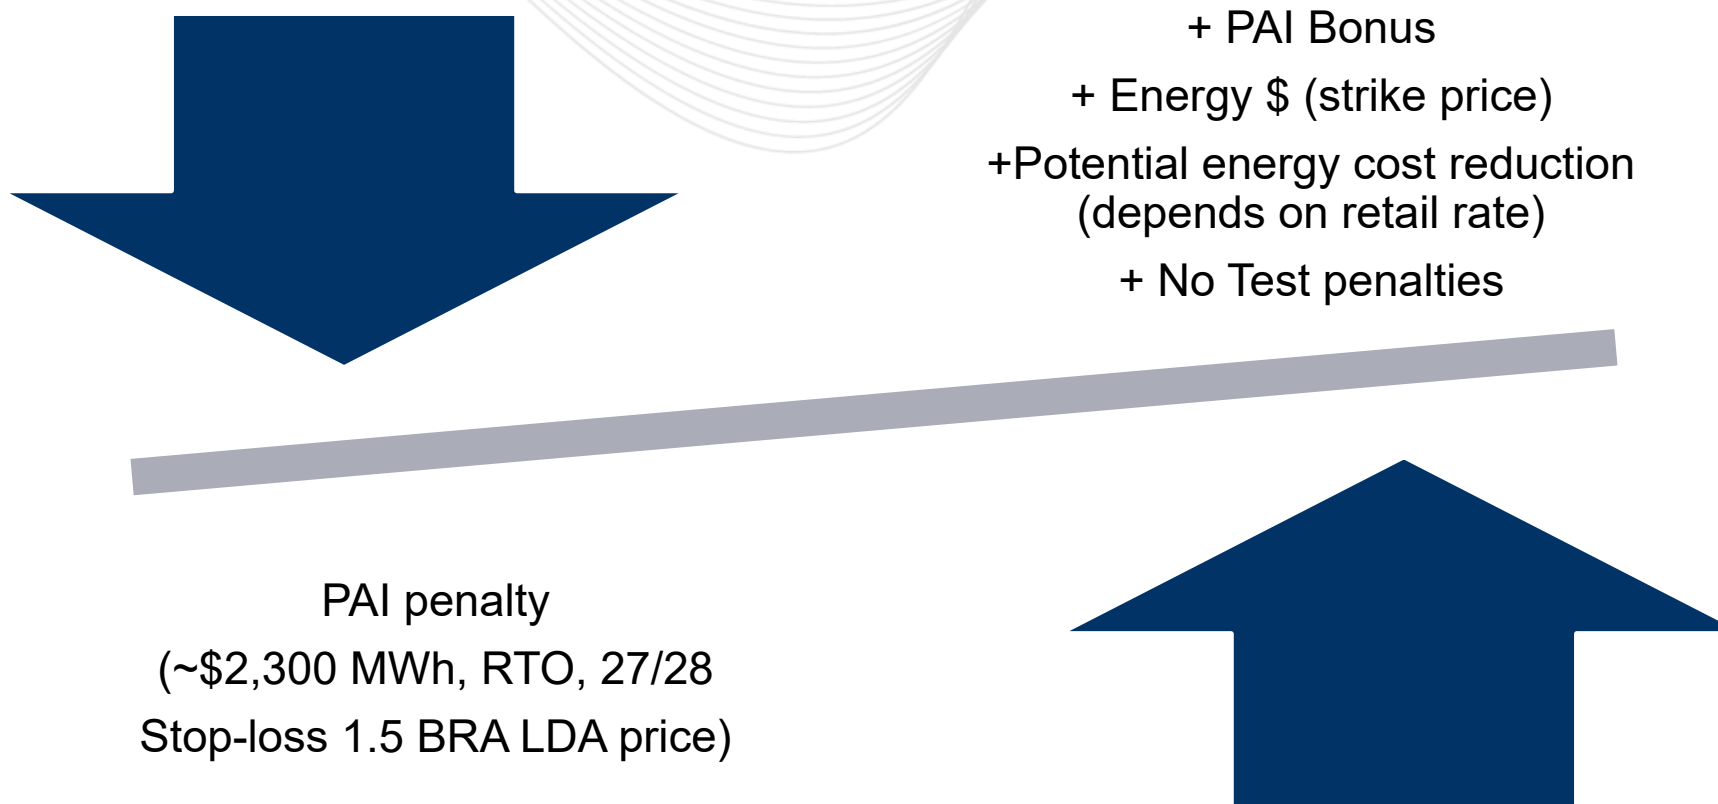 + PAI Bonus
+ Energy $ (strike price)
+Potential energy cost reduction
(depends on retail rate)
+ No Test penalties
PAI penalty
(~$2,300 MWh, RTO, 27/28
Stop-loss 1.5 BRA LDA price)